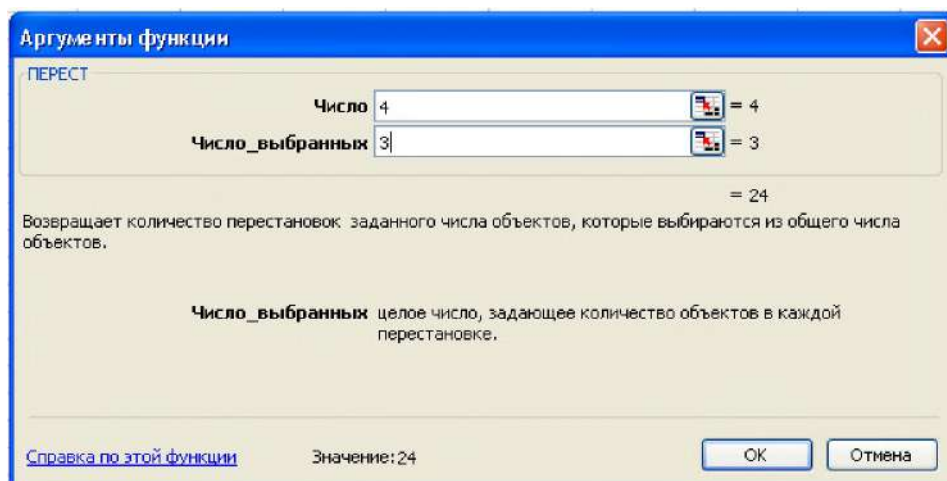 Аргументы функции
ПЕРЕСТ
Число 4 = 4
Число_выбранных 3 = 3
= 24
Возвращает количество перестановок заданного числа объектов, которые выбираются из общего числа
объектов.
Число_выбранных целое число, задающее количество объектов в каждой
перестановке.
Справка по этой функции Значение:24 ОК Отмена